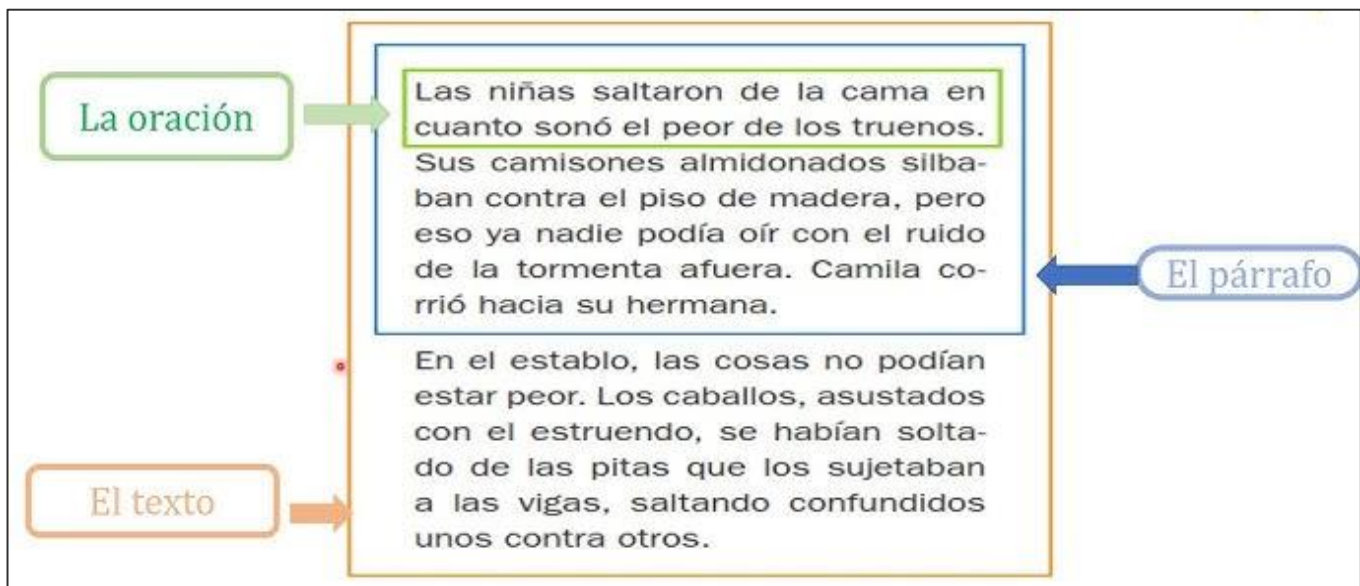 La oración
Las niñas saltaron de la cama en
cuanto sonó el peor de los truenos.
Sus camisones almidonados silba-
ban contra el piso de madera, pero
eso ya nadie podía oír con el ruido
de la tormenta afuera. Camila co-
rrió hacia su hermana.
El párrafo
En el establo, las cosas no podían
estar peor. Los caballos, asustados
con el estruendo, se habían solta-
do de las pitas que los sujetaban
a las vigas, saltando confundidos
unos contra otros.
El texto